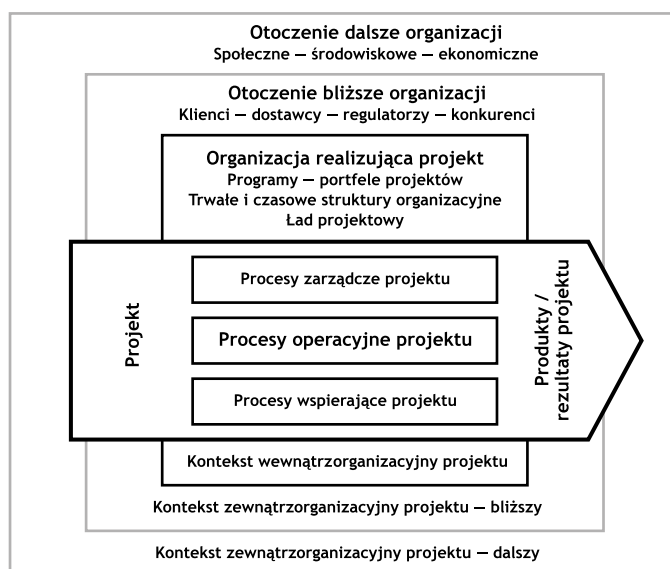 Otoczenie dalsze organizacji
Społeczne — środowiskowe — ekonomiczne
Otoczenie bliższe organizacji
Klienci — dostawcy — regulatorzy — konkurenci
Organizacja realizująca projekt
Programy — portfele projektów
Trwałe i czasowe struktury organizacyjne
Ład projektowy
Projekt
Procesy zarządcze projektu
Procesy operacyjne projektu
Procesy wspierające projektu
Produkty /
rezultaty projektu
Kontekst wewnątrzorganizacyjny projektu
Kontekst zewnątrzorganizacyjny projektu — bliższy
Kontekst zewnątrzorganizacyjny projektu — dalszy